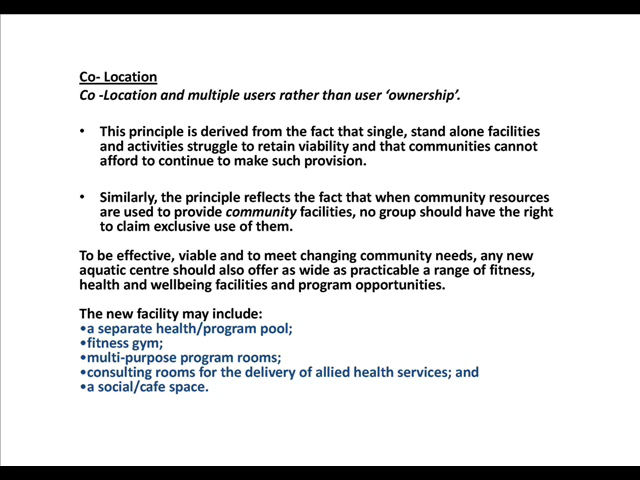 Co- Location
Co -Location and multiple users rather than user ‘ownership’.
• This principle is derived from the fact that single, stand alone facilities
and activities struggle to retain viability and that communities cannot
afford to continue to make such provision.
• Similarly, the principle reflects the fact that when community resources
are used to provide community facilities, no group should have the right
to claim exclusive use of them.
To be effective, viable and to meet changing community needs, any new
aquatic centre should also offer as wide as practicable a range of fitness,
health and wellbeing facilities and program opportunities.
The new facility may include:
•a separate health/program pool;
•fitness gym;
•multi-purpose program rooms;
•consulting rooms for the delivery of allied health services; and
•a social/cafe space.